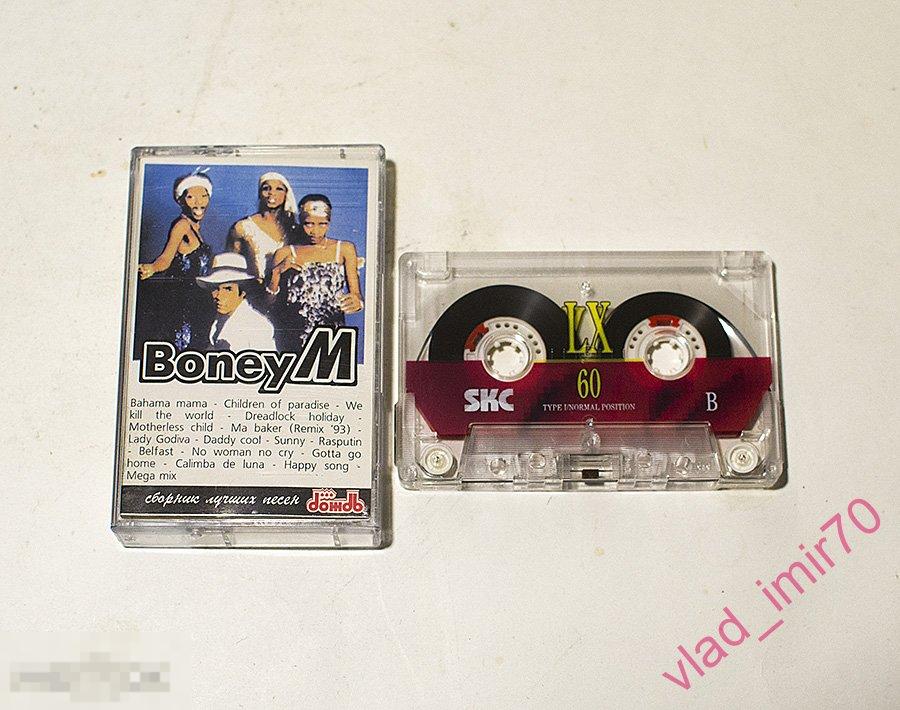 Boney M
Bahama mama - Children of paradise - We
kill the world - Dreadlock holiday -
Motherless child - Ma baker (Remix '93) -
Lady Godiva - Daddy cool - Sunny - Rasputin
- Belfast - No woman no cry - Gotta go
home - Calimba de luna - Happy song -
Mega mix
сборник лучших песен
дождь
LX
60
SKC
TYPE I/NORMAL POSITION
B
vlad_imir70